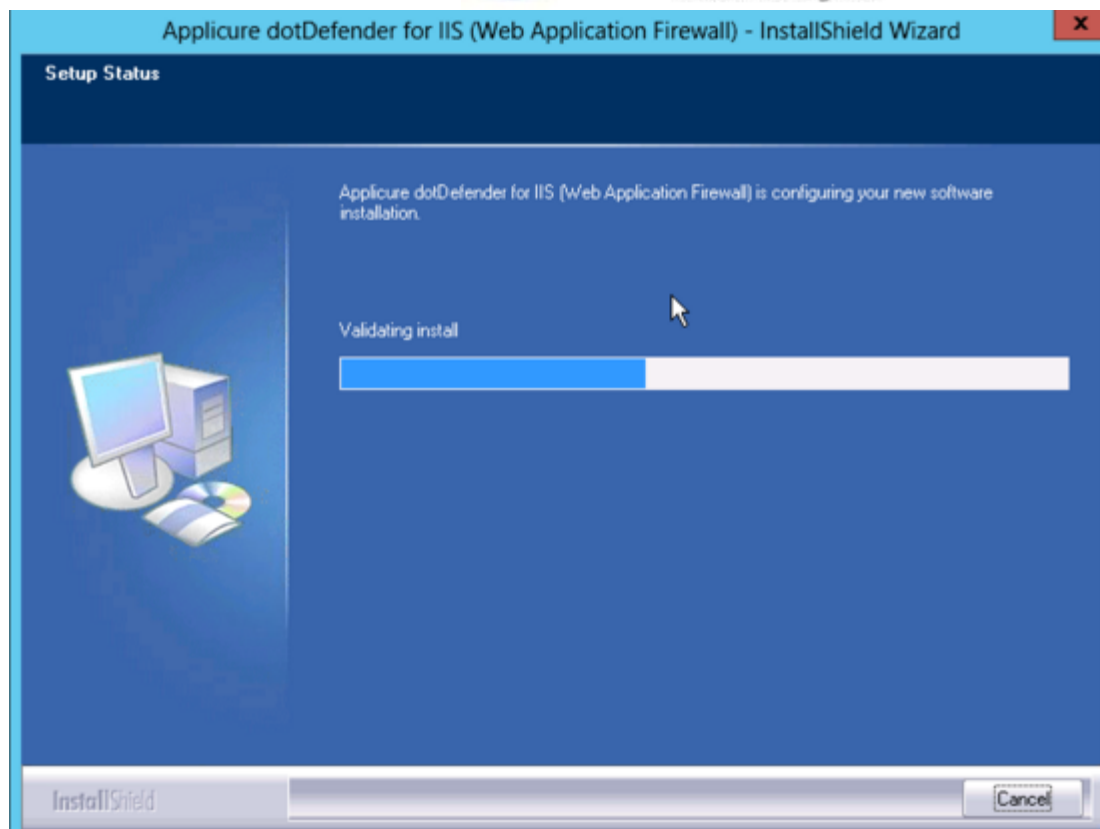 Applicure dotDefender for IIS (Web Application Firewall) - InstallShield Wizard
x
Setup Status
Applicure dotDefender for IIS (Web Application Firewall) is configuring your new software
installation.
Validating install
InstallShield
Cancel